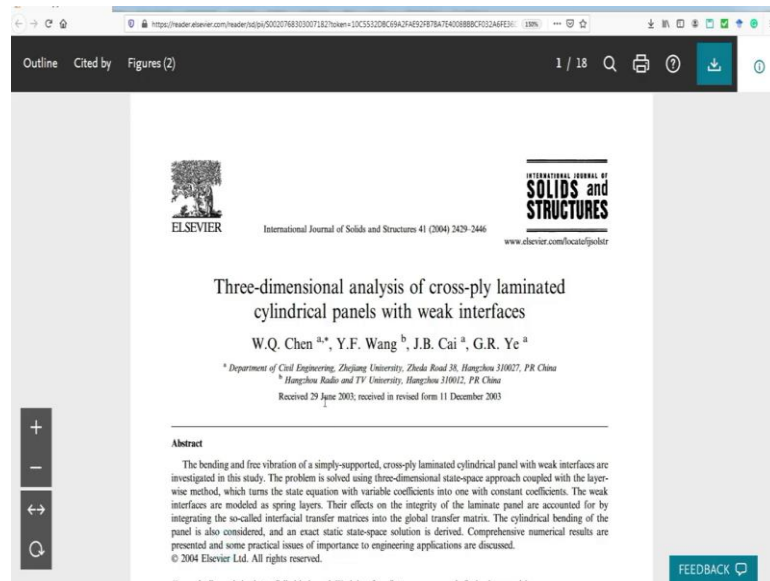 https://reader.elsevier.com/reader/sd/pii/S0020768303007182?token=
150%
Outline Cited by Figures (2) 1 / 18
ELSEVIER
International Journal of Solids and Structures 41 (2004) 2429–2446
INTERNATIONAL JOURNAL OF
SOLIDS and
STRUCTURES
www.elsevier.com/locate/ijsolstr
Three-dimensional analysis of cross-ply laminated
cylindrical panels with weak interfaces
W.Q. Chen a,*, Y.F. Wang b, J.B. Cai a, G.R. Ye a
a Department of Civil Engineering, Zhejiang University, Zheda Road 38, Hangzhou 310027, PR China
b Hangzhou Radio and TV University, Hangzhou 310012, PR China
Received 29 June 2003; received in revised form 11 December 2003
Abstract
The bending and free vibration of a simply-supported, cross-ply laminated cylindrical panel with weak interfaces are
investigated in this study. The problem is solved using three-dimensional state-space approach coupled with the layer-
wise method, which turns the state equation with variable coefficients into one with constant coefficients. The weak
interfaces are modeled as spring layers. Their effects on the integrity of the laminate panel are accounted for by
integrating the so-called interfacial transfer matrices into the global transfer matrix. The cylindrical bending of the
panel is also considered, and an exact static state-space solution is derived. Comprehensive numerical results are
presented and some practical issues of importance to engineering applications are discussed.
© 2004 Elsevier Ltd. All rights reserved.
FEEDBACK